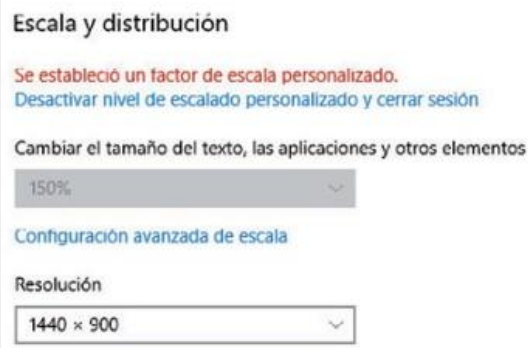 Escala y distribución
Se estableció un factor de escala personalizado.
Desactivar nivel de escalado personalizado y cerrar sesión
Cambiar el tamaño del texto, las aplicaciones y otros elementos
150%
Configuración avanzada de escala
Resolución
1440 × 900